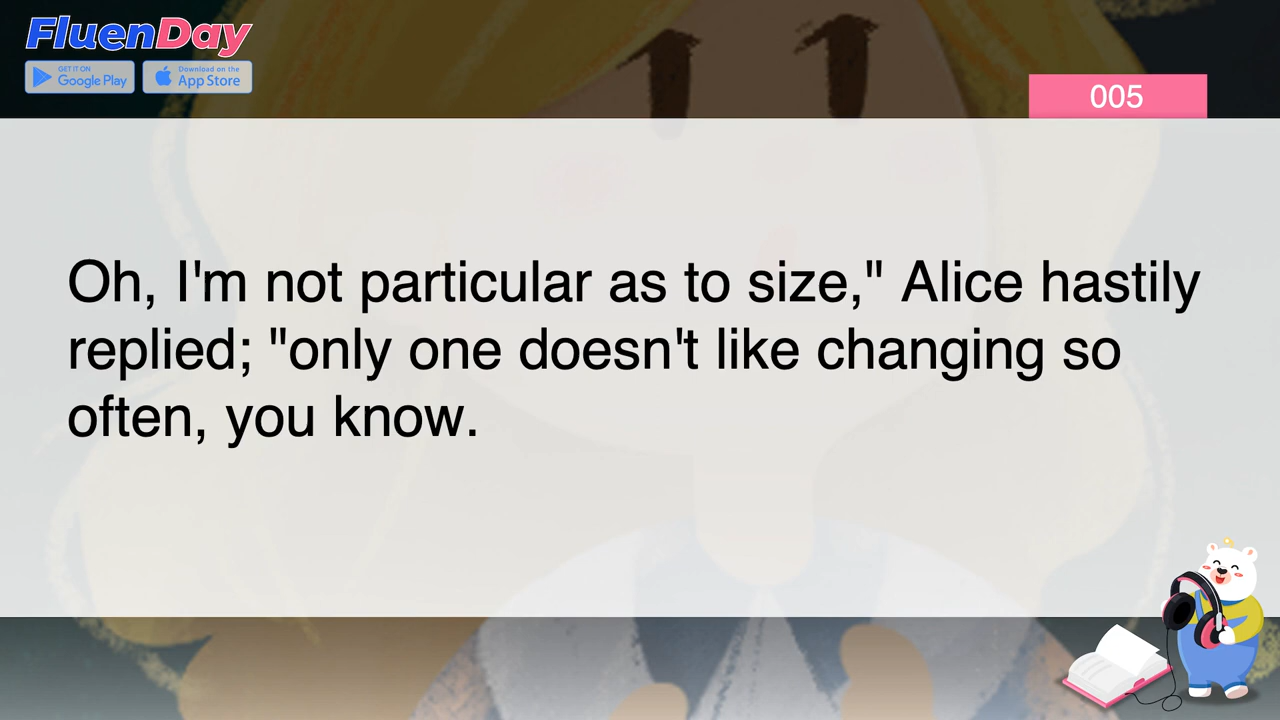 FluenDay
GET IT ON
Google Play
Download on the
App Store
005
Oh, I'm not particular as to size," Alice hastily
replied; "only one doesn't like changing so
often, you know.